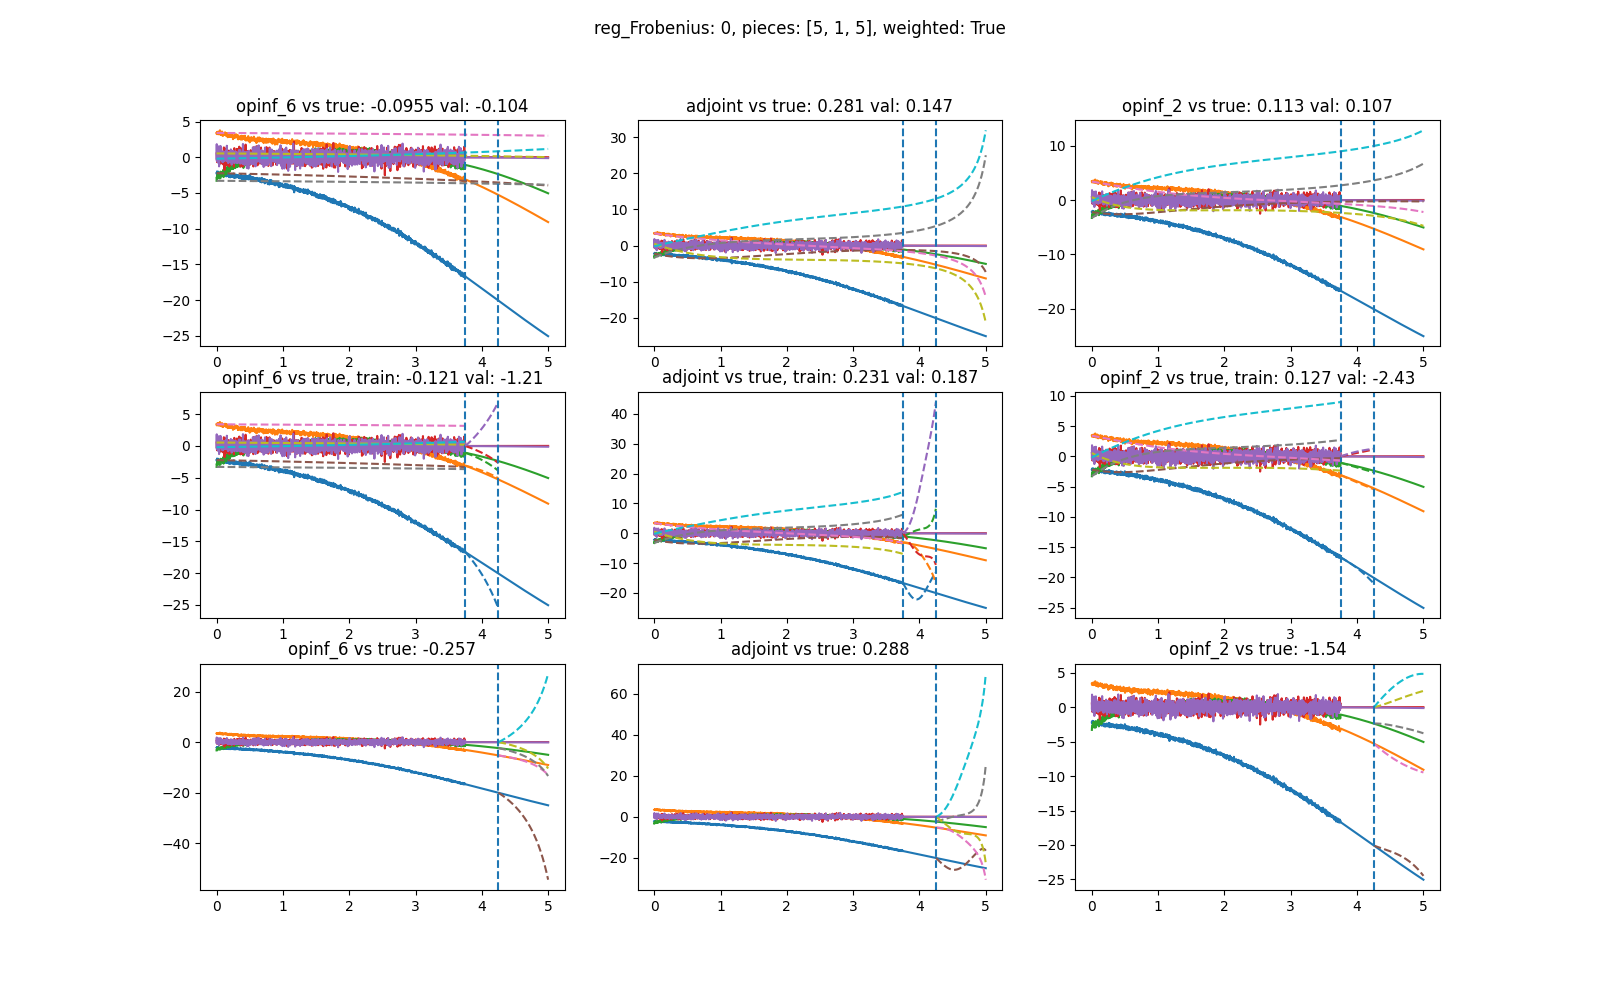 reg_Frobenius: 0, pieces: [5, 1, 5], weighted: True
opinf_6 vs true: -0.0955 val: -0.104
adjoint vs true: 0.281 val: 0.147
opinf_2 vs true: 0.113 val: 0.107
5
0
−5
−10
−15
−20
−25
0 1 2 3 4 5
30
20
10
0
−10
−20
0 1 2 3 4 5
10
0
−10
−20
0 1 2 3 4 5
opinf_6 vs true, train: -0.121 val: -1.21
adjoint vs true, train: 0.231 val: 0.187
opinf_2 vs true, train: 0.127 val: -2.43
5
0
−5
−10
−15
−20
−25
0 1 2 3 4 5
40
30
20
10
0
−10
−20
0 1 2 3 4 5
10
5
0
−5
−10
−15
−20
−25
0 1 2 3 4 5
opinf_6 vs true: -0.257
adjoint vs true: 0.288
opinf_2 vs true: -1.54
20
0
−20
−40
0 1 2 3 4 5
60
40
20
0
−20
0 1 2 3 4 5
5
0
−5
−10
−15
−20
−25
0 1 2 3 4 5